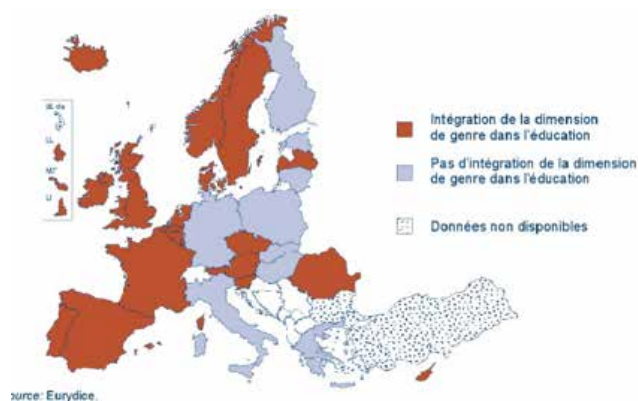 Intégration de la dimension
de genre dans l'éducation
Pas d'intégration de la dimension
de genre dans l'éducation
Données non disponibles
LI
ource: Eurydice.